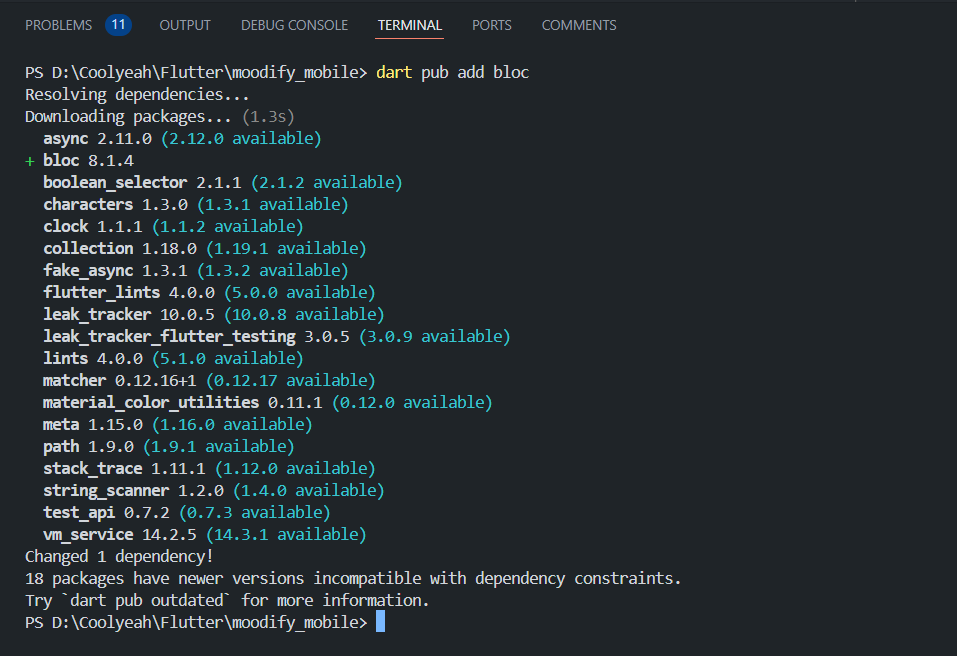 PROBLEMS 11 OUTPUT DEBUG CONSOLE TERMINAL PORTS COMMENTS
PS D:\Coolyeah\Flutter\moodify_mobile> dart pub add bloc
Resolving dependencies...
Downloading packages... (1.3s)
  async 2.11.0 (2.12.0 available)
+ bloc 8.1.4
  boolean_selector 2.1.1 (2.1.2 available)
  characters 1.3.0 (1.3.1 available)
  clock 1.1.1 (1.1.2 available)
  collection 1.18.0 (1.19.1 available)
  fake_async 1.3.1 (1.3.2 available)
  flutter_lints 4.0.0 (5.0.0 available)
  leak_tracker 10.0.5 (10.0.8 available)
  leak_tracker_flutter_testing 3.0.5 (3.0.9 available)
  lints 4.0.0 (5.1.0 available)
  matcher 0.12.16+1 (0.12.17 available)
  material_color_utilities 0.11.1 (0.12.0 available)
  meta 1.15.0 (1.16.0 available)
  path 1.9.0 (1.9.1 available)
  stack_trace 1.11.1 (1.12.0 available)
  string_scanner 1.2.0 (1.4.0 available)
  test_api 0.7.2 (0.7.3 available)
  vm_service 14.2.5 (14.3.1 available)
Changed 1 dependency!
18 packages have newer versions incompatible with dependency constraints.
Try `dart pub outdated` for more information.
PS D:\Coolyeah\Flutter\moodify_mobile>